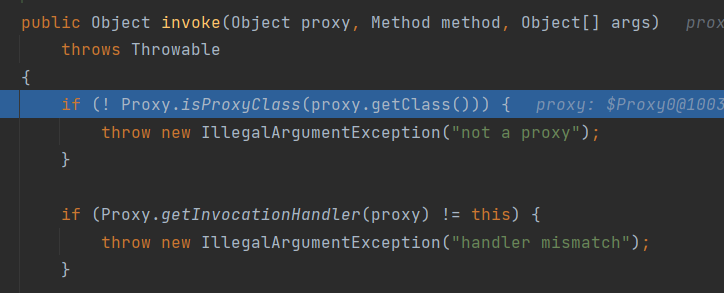 public Object invoke(Object proxy, Method method, Object[] args)   prox
    throws Throwable
{
    if (! Proxy.isProxyClass(proxy.getClass())) {   proxy: $Proxy0@1003
        throw new IllegalArgumentException("not a proxy");
    }

    if (Proxy.getInvocationHandler(proxy) != this) {
        throw new IllegalArgumentException("handler mismatch");
    }